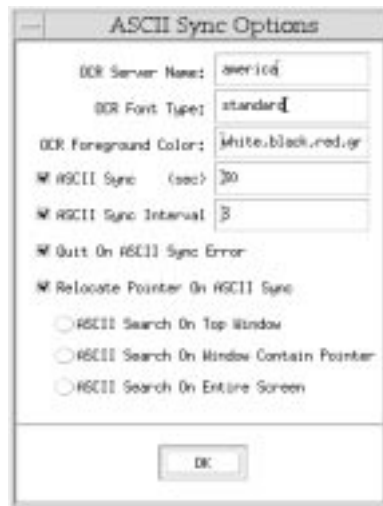 ASCII Sync Options
OCR Server Name: america
OCR Font Type: standard
OCR Foreground Color: white,black,red,gr
ASCII Sync (sec) 30
ASCII Sync Interval 3
Quit On ASCII Sync Error
Relocate Pointer On ASCII Sync
ASCII Search On Top Window
ASCII Search On Window Contain Pointer
ASCII Search On Entire Screen
OK